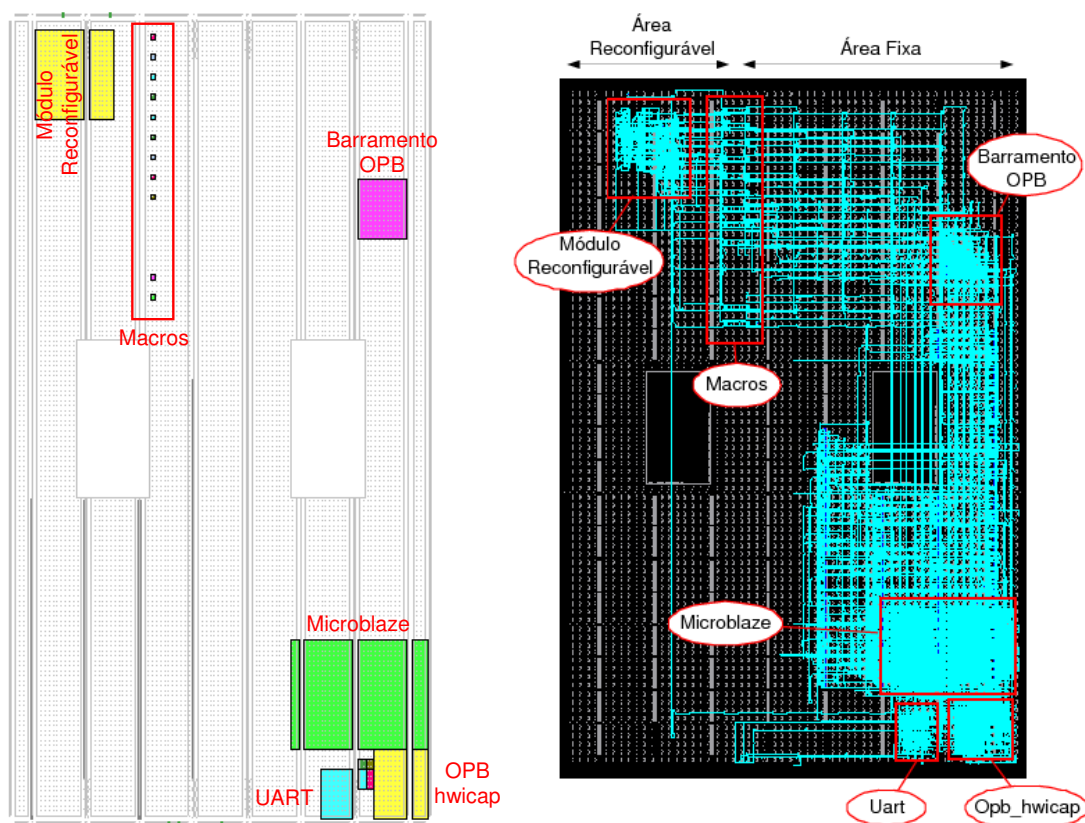 Módulo
Reconfigurável
Macros
Barramento
OPB
Microblaze
UART
OPB
hwicap
Área
Reconfigurável
Área Fixa
Módulo
Reconfigurável
Macros
Barramento
OPB
Microblaze
Uart
Opb_hwicap